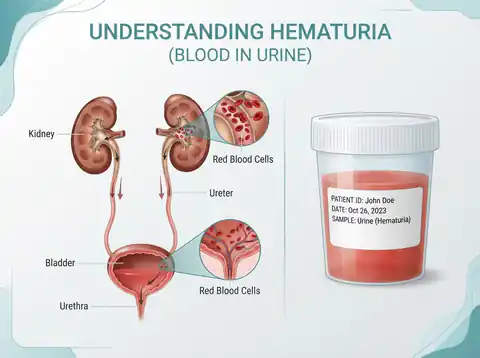 UNDERSTANDING HEMATURIA
(BLOOD IN URINE)
Kidney
Red Blood Cells
Ureter
Bladder
Red Blood Cells
Urethra
PATIENT ID: John Doe
DATE: Oct 26, 2023
SAMPLE: Urine (Hematuria)